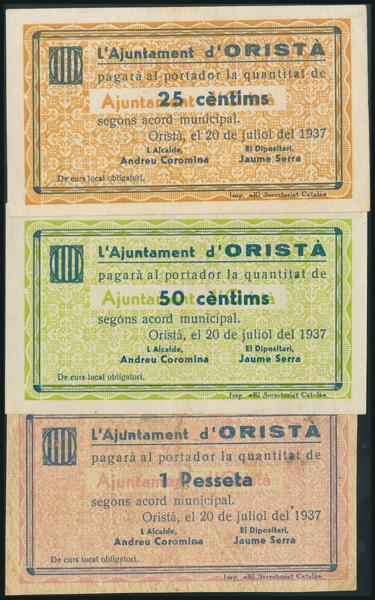 L'Ajuntament d'ORISTÀ
pagarà al portador la quantitat de
Ajuntament
25 cèntims
segons acord municipal.
Oristà, el 20 de juliol del 1937
L'Alcalde, El Dipositari,
Andreu Coromina Jaume Serra
De curs local obligatori.
Imp. «El Secretariat Català»
L'Ajuntament d'ORISTÀ
pagarà al portador la quantitat de
Ajuntament
50 cèntims
segons acord municipal.
Oristà, el 20 de juliol del 1937
L'Alcalde, El Dipositari,
Andreu Coromina Jaume Serra
De curs local obligatori.
Imp. «El Secretariat Català»
L'Ajuntament d'ORISTÀ
pagarà al portador la quantitat de
Ajuntament
1 Pesseta
segons acord municipal.
Oristà, el 20 de juliol del 1937
L'Alcalde, El Dipositari,
Andreu Coromina Jaume Serra
De curs local obligatori.
Imp. «El Secretariat Català»